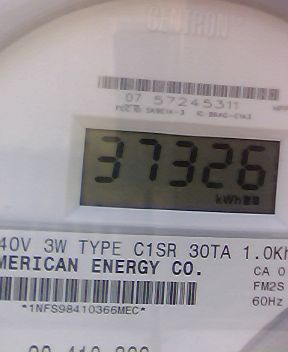 CENTRON
07 57245311
37326
kWh
40V 3W TYPE C1SR 30TA 1.0Kh
MERICAN ENERGY CO.
CA 0
FM2S
60Hz
*1NFS98410366MEC*